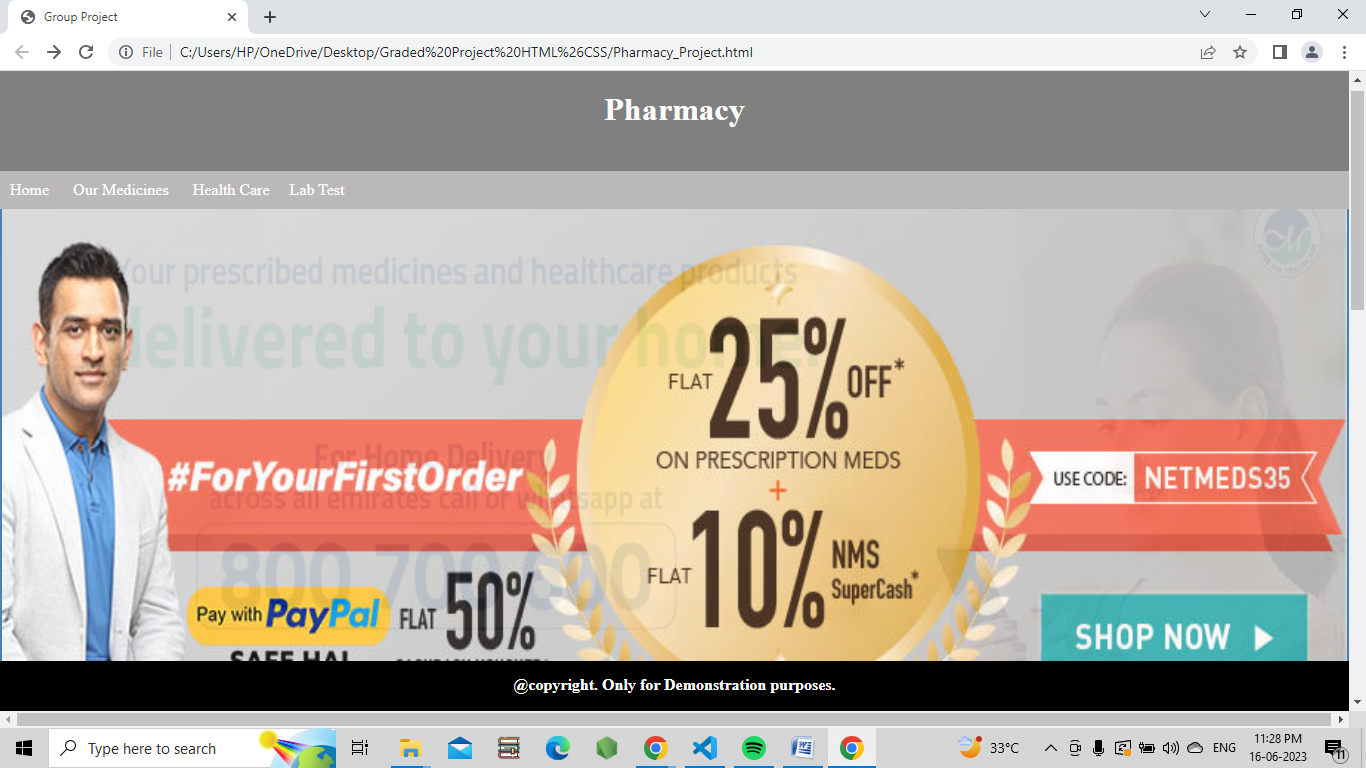 Group Project
File
C:/Users/HP/OneDrive/Desktop/Graded%20Project%20HTML%26CSS/Pharmacy_Project.html
Pharmacy
Home Our Medicines Health Care Lab Test
Your prescribed medicines and healthcare products
delivered to your home.
FLAT 25% OFF*
ON PRESCRIPTION MEDS
+
FLAT 10% NMS SuperCash*
For Home Delivery
#ForYourFirstOrder
across all emirates call or whatsapp at
800 700 600
USE CODE: NETMEDS35
Pay with PayPal FLAT 50%
SHOP NOW
@copyright. Only for Demonstration purposes.
Type here to search
33°C
ENG
11:28 PM
16-06-2023
11